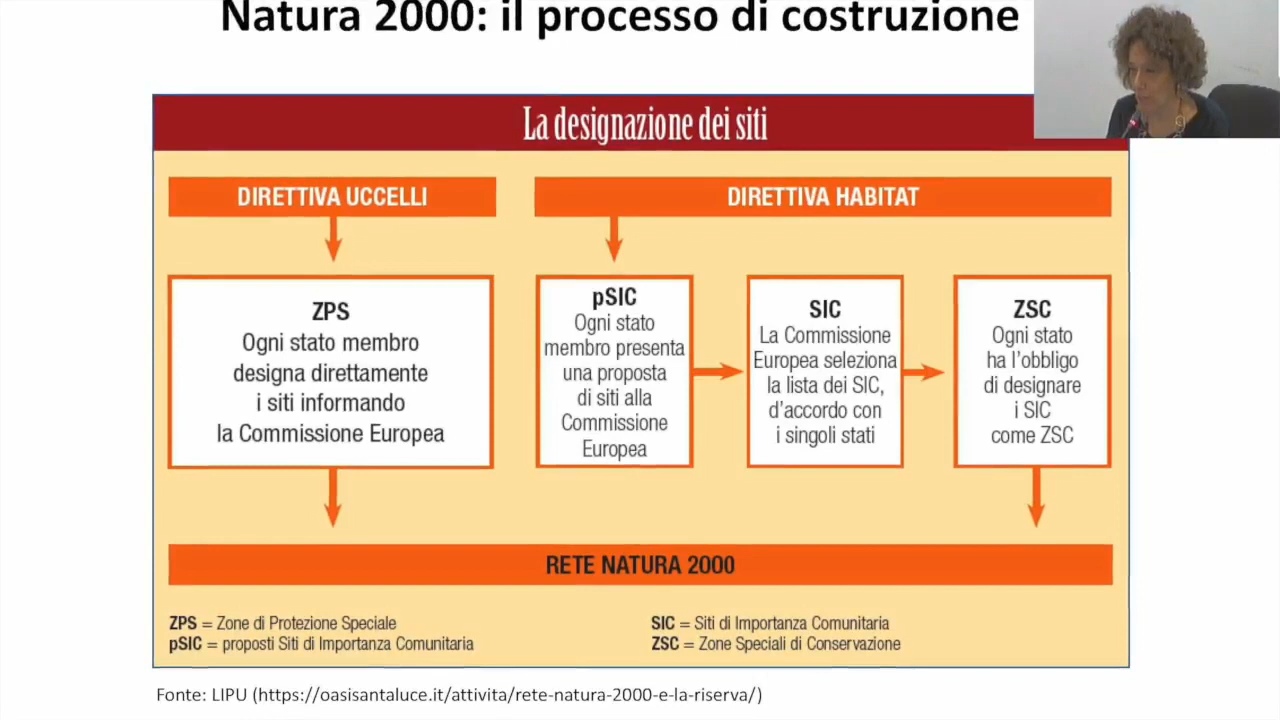 Natura 2000: il processo di costruzione
La designazione dei siti
DIRETTIVA UCCELLI
DIRETTIVA HABITAT
ZPS
Ogni stato membro
designa direttamente
i siti informando
la Commissione Europea
pSIC
Ogni stato
membro presenta
una proposta
di siti alla
Commissione
Europea
SIC
La Commissione
Europea seleziona
la lista dei SIC,
d'accordo con
i singoli stati
ZSC
Ogni stato
ha l'obbligo
di designare
i SIC
come ZSC
RETE NATURA 2000
ZPS = Zone di Protezione Speciale
pSIC = proposti Siti di Importanza Comunitaria
SIC = Siti di Importanza Comunitaria
ZSC = Zone Speciali di Conservazione
Fonte: LIPU (https://oasisantaluce.it/attivita/rete-natura-2000-e-la-riserva/)